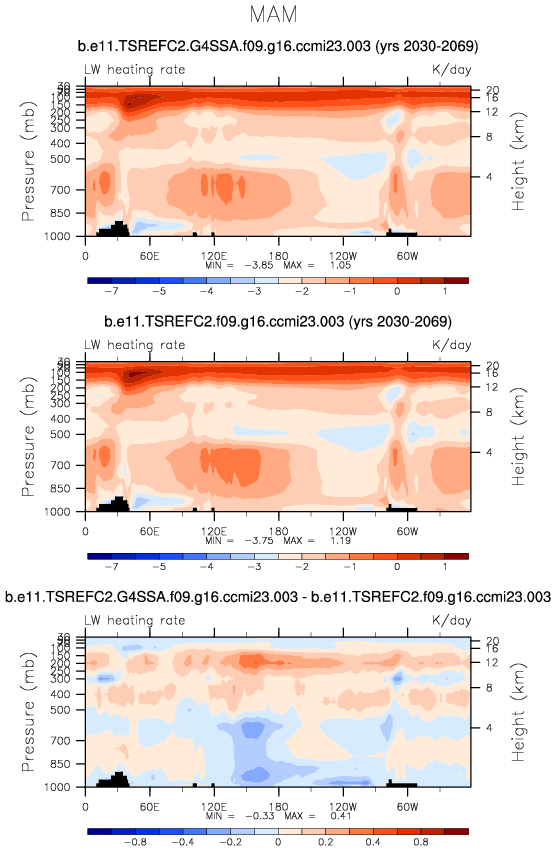 MAM
b.e11.TSREFC2.G4SSA.f09.g16.ccmi23.003 (yrs 2030-2069)
LW heating rate K/day
Pressure (mb)
30
50
100
150
200
250
300
400
500
700
850
1000
20
16
12
8
4
Height (km)
0 60E 120E 180 120W 60W
MIN = -3.85 MAX = 1.05
-7 -5 -4 -3 -2 -1 0 1
b.e11.TSREFC2.f09.g16.ccmi23.003 (yrs 2030-2069)
LW heating rate K/day
Pressure (mb)
30
50
100
150
200
250
300
400
500
700
850
1000
20
16
12
8
4
Height (km)
0 60E 120E 180 120W 60W
MIN = -3.75 MAX = 1.19
-7 -5 -4 -3 -2 -1 0 1
b.e11.TSREFC2.G4SSA.f09.g16.ccmi23.003 - b.e11.TSREFC2.f09.g16.ccmi23.003
LW heating rate K/day
Pressure (mb)
30
50
100
150
200
250
300
400
500
700
850
1000
20
16
12
8
4
Height (km)
0 60E 120E 180 120W 60W
MIN = -0.33 MAX = 0.41
-0.8 -0.4 -0.2 0 0.2 0.4 0.8